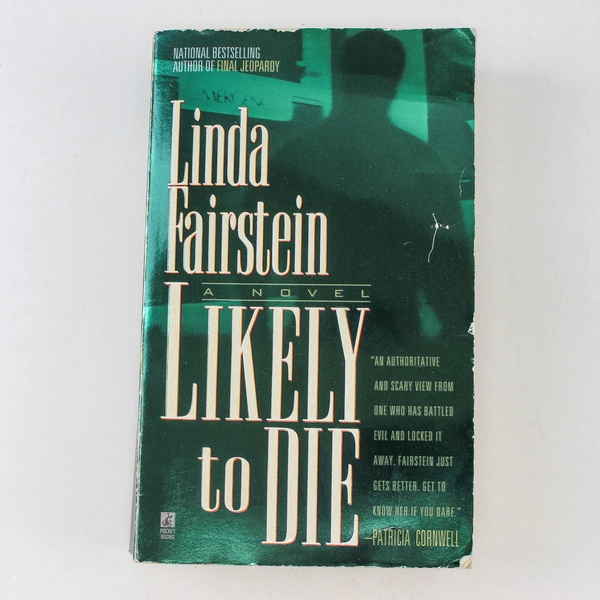 NATIONAL BESTSELLING
AUTHOR OF FINAL JEOPARDY
Linda
Fairstein
A NOVEL
LIKELY
to DIE
"AN AUTHORITATIVE
AND SCARY VIEW FROM
ONE WHO HAS BATTLED
EVIL AND LOCKED IT
AWAY. FAIRSTEIN JUST
GETS BETTER. GET TO
KNOW HER IF YOU DARE."
—PATRICIA CORNWELL
POCKET
BOOKS